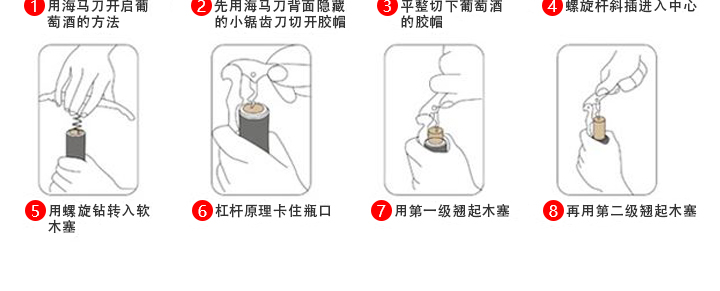 1 用海马刀开启葡
萄酒的方法
2 先用海马刀背面隐藏
的小锯齿刀切开胶帽
3 平整切下葡萄酒
的胶帽
4 螺旋杆斜插进入中心
5 用螺旋钻转入软
木塞
6 杠杆原理卡住瓶口
7 用第一级翘起木塞
8 再用第二级翘起木塞